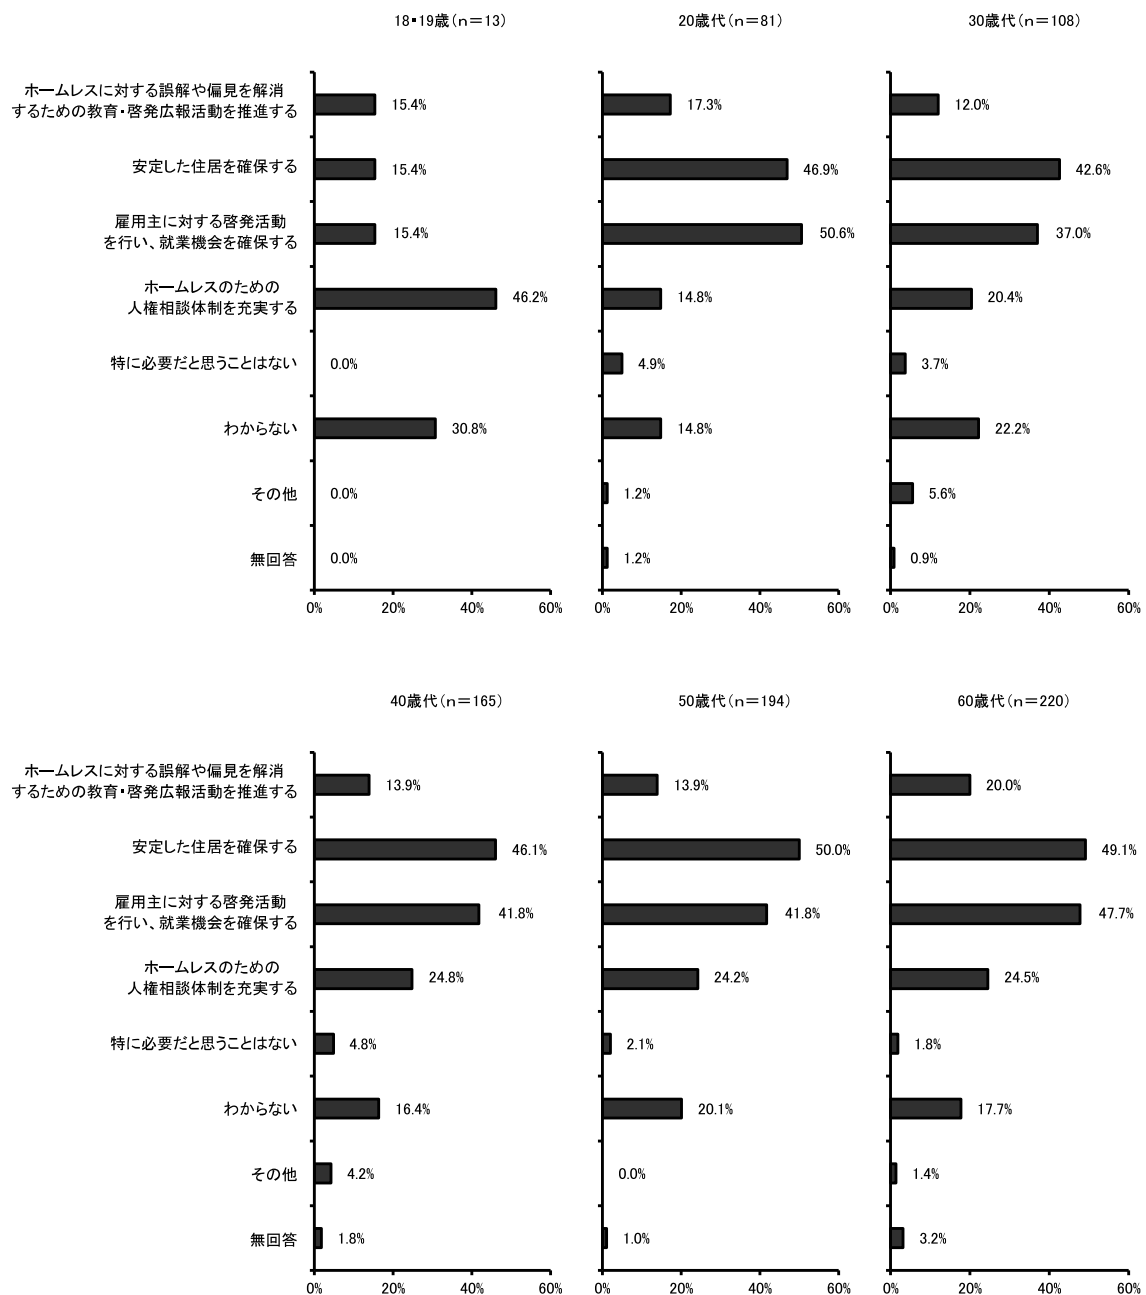 18・19歳(n=13)
20歳代(n=81)
30歳代(n=108)
ホームレスに対する誤解や偏見を解消
するための教育・啓発広報活動を推進する
15.4%
17.3%
12.0%
安定した住居を確保する
15.4%
46.9%
42.6%
雇用主に対する啓発活動
を行い、就業機会を確保する
15.4%
50.6%
37.0%
ホームレスのための
人権相談体制を充実する
46.2%
14.8%
20.4%
特に必要だと思うことはない
0.0%
4.9%
3.7%
わからない
30.8%
14.8%
22.2%
その他
0.0%
1.2%
5.6%
無回答
0.0%
1.2%
0.9%
0% 20% 40% 60%
0% 20% 40% 60%
0% 20% 40% 60%
40歳代(n=165)
50歳代(n=194)
60歳代(n=220)
ホームレスに対する誤解や偏見を解消
するための教育・啓発広報活動を推進する
13.9%
13.9%
20.0%
安定した住居を確保する
46.1%
50.0%
49.1%
雇用主に対する啓発活動
を行い、就業機会を確保する
41.8%
41.8%
47.7%
ホームレスのための
人権相談体制を充実する
24.8%
24.2%
24.5%
特に必要だと思うことはない
4.8%
2.1%
1.8%
わからない
16.4%
20.1%
17.7%
その他
4.2%
0.0%
1.4%
無回答
1.8%
1.0%
3.2%
0% 20% 40% 60%
0% 20% 40% 60%
0% 20% 40% 60%